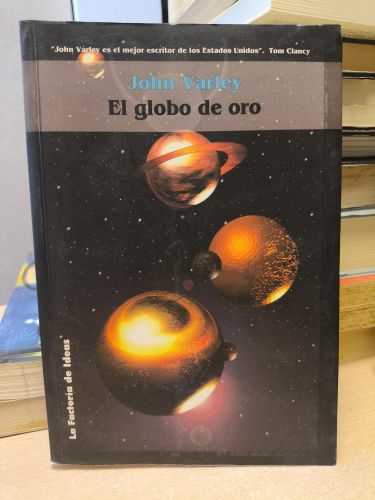 "John Varley es el mejor escritor de los Estados Unidos". Tom Clancy
John Varley
El globo de oro
La Factoría de Ideas